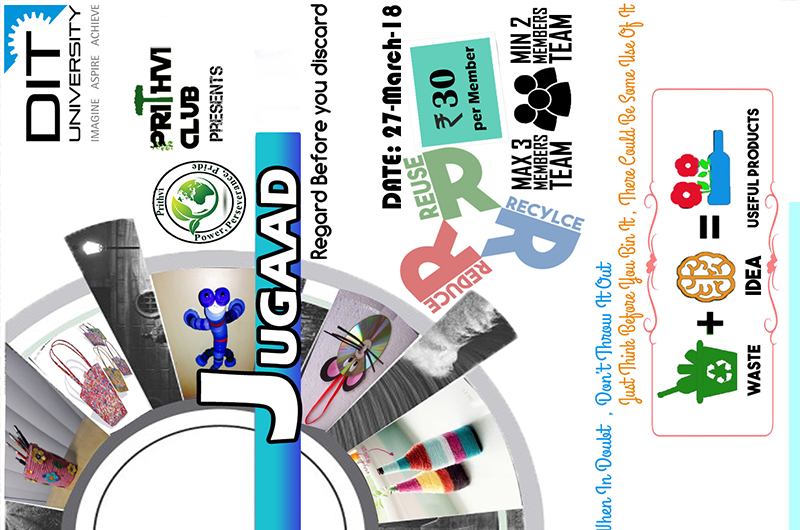 DIT
UNIVERSITY
IMAGINE ASPIRE ACHIEVE
PRITHVI
CLUB
PRESENTS
Prithvi
Power, Perseverance, Pride
JUGAAD
Regard Before you discard
DATE: 27-March-18
₹ 30
per Member
REDUCE
REUSE
RECYLCE
R
R
R
MAX 3
MEMBERS
TEAM
MIN 2
MEMBERS
TEAM
When In Doubt , Don't Throw It Out
Just Think Before You Bin It , There Could Be Some Use Of It
+ =
WASTE IDEA USEFUL PRODUCTS